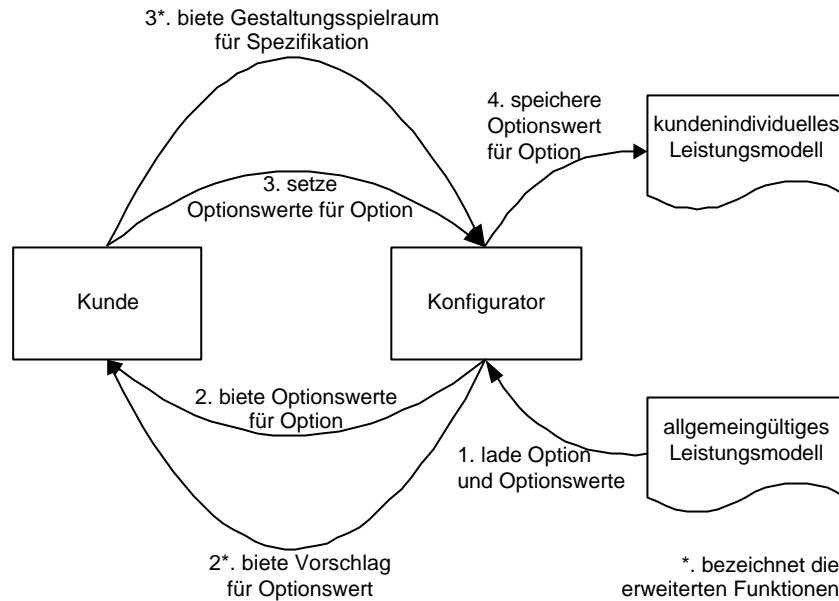 3*. biete Gestaltungsspielraum
für Spezifikation
4. speichere
Optionswert
für Option
kundenindividuelles
Leistungsmodell
3. setze
Optionswerte für Option
Kunde
Konfigurator
2. biete Optionswerte
für Option
allgemeingültiges
Leistungsmodell
1. lade Option
und Optionswerte
2*. biete Vorschlag
für Optionswert
*. bezeichnet die
erweiterten Funktionen